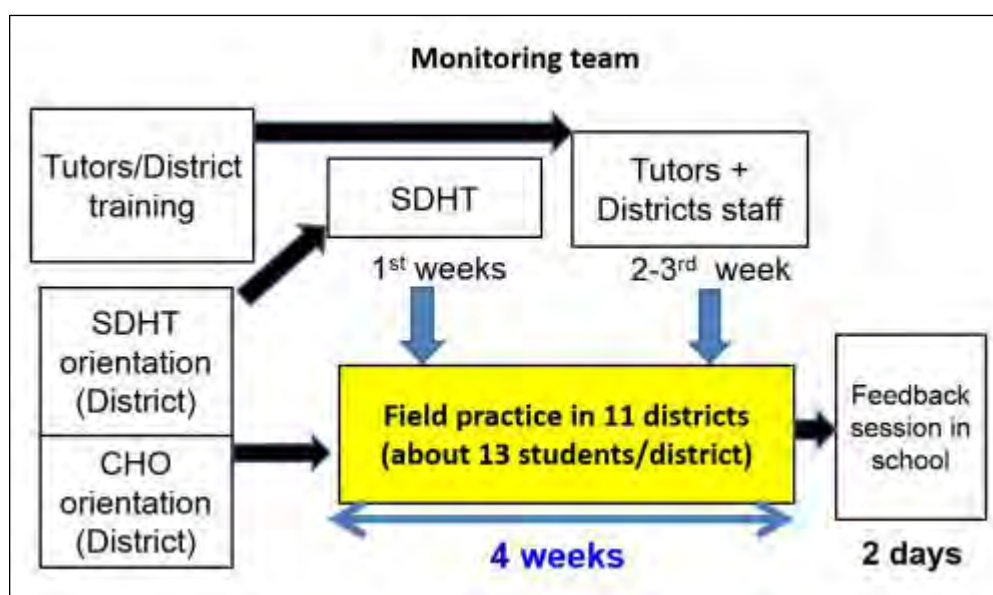 Monitoring team
Tutors/District
training
SDHT
Tutors +
Districts staff
1st weeks
2-3rd week
SDHT
orientation
(District)
CHO
orientation
(District)
Field practice in 11 districts
(about 13 students/district)
Feedback
session in
school
4 weeks
2 days